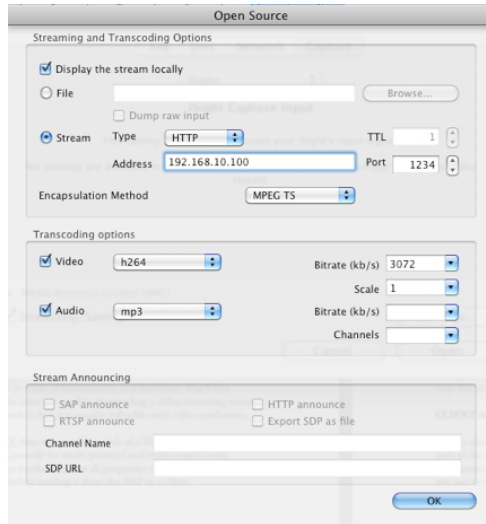 Open Source
Streaming and Transcoding Options
Display the stream locally
File Browse...
Dump raw input
Stream Type HTTP TTL 1
Address 192.168.10.100 Port 1234
Encapsulation Method MPEG TS
Transcoding options
Video h264 Bitrate (kb/s) 3072
Scale 1
Audio mp3 Bitrate (kb/s)
Channels
Stream Announcing
SAP announce HTTP announce
RTSP announce Export SDP as file
Channel Name
SDP URL
OK